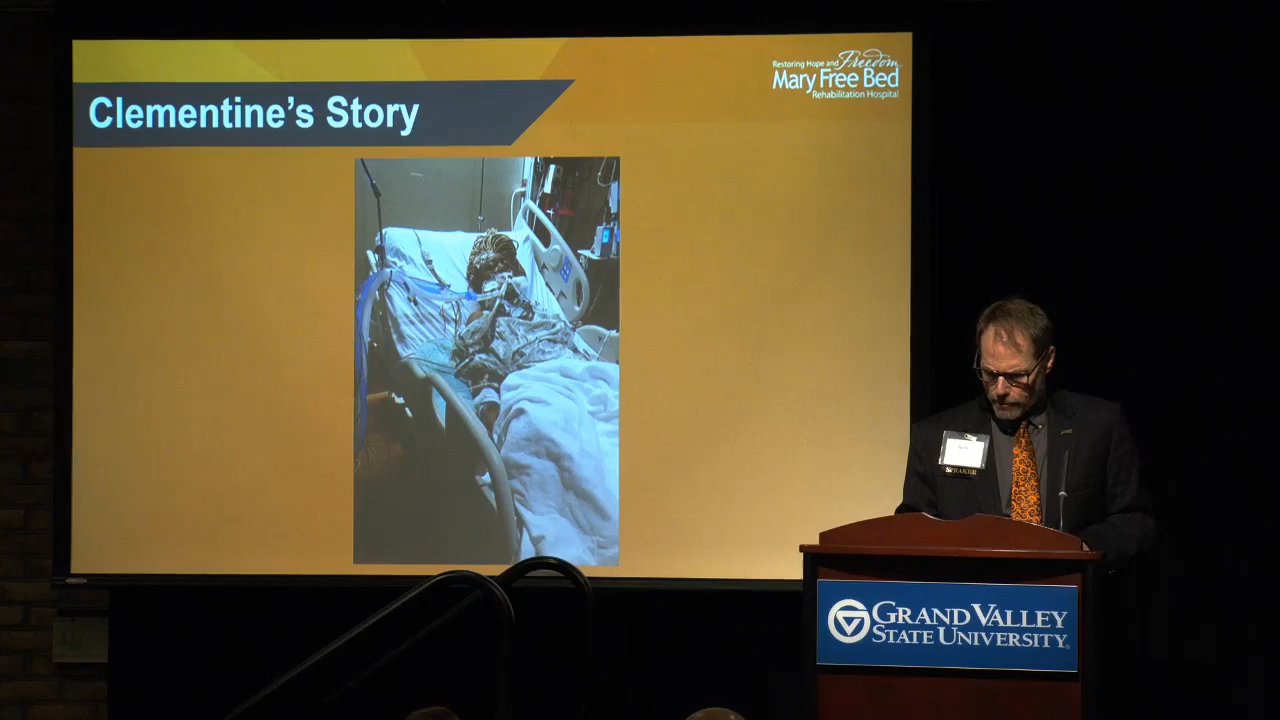 Clementine's Story
Restoring Hope and Freedom
Mary Free Bed
Rehabilitation Hospital
SPEAKER
GRAND VALLEY
STATE UNIVERSITY